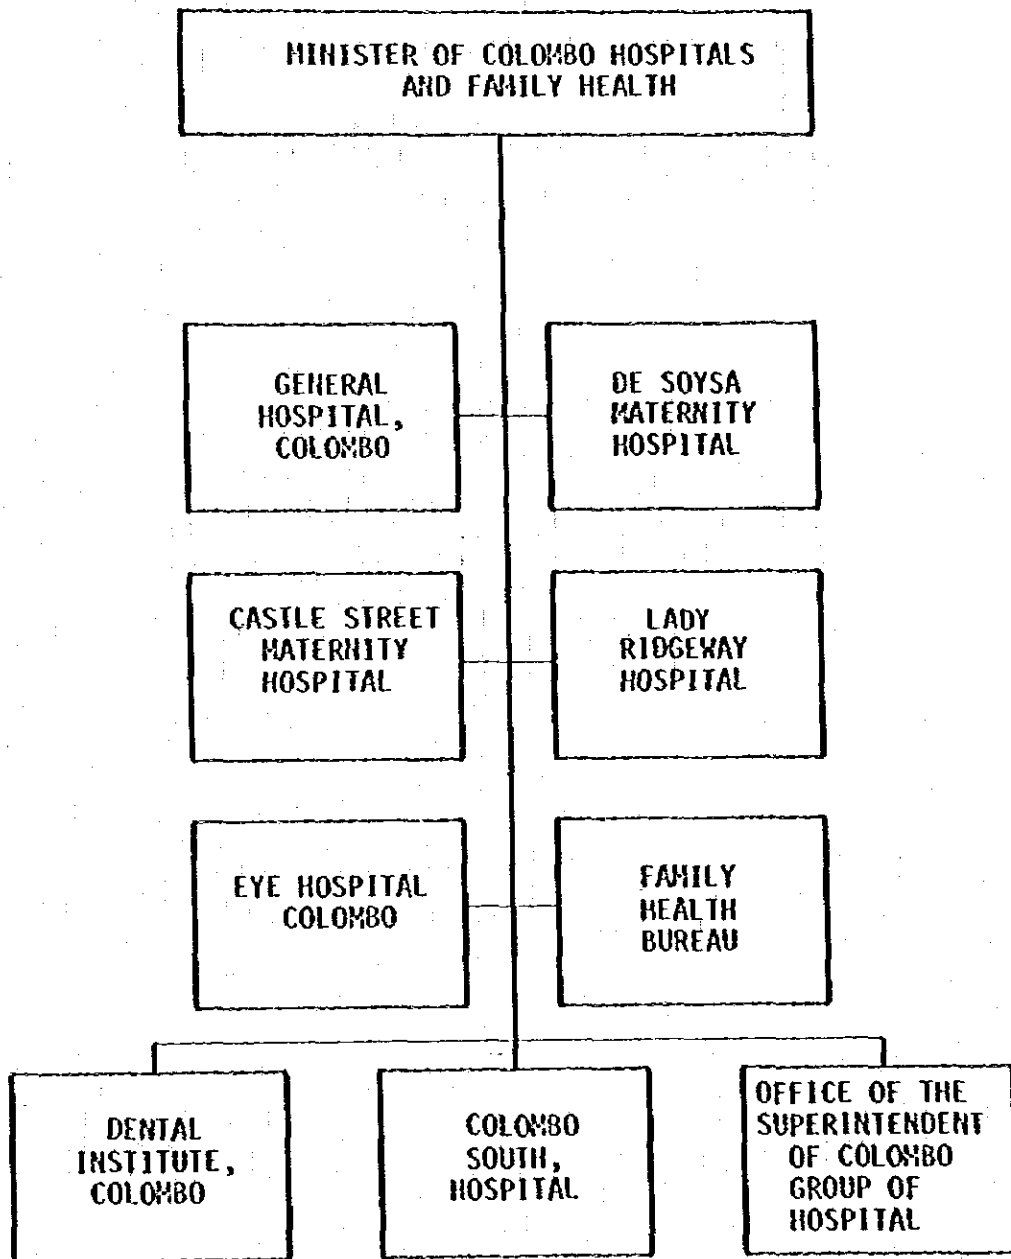 MINISTER OF COLOMBO HOSPITALS
AND FAMILY HEALTH
GENERAL
HOSPITAL,
COLOMBO
DE SOYSA
MATERNITY
HOSPITAL
CASTLE STREET
MATERNITY
HOSPITAL
LADY
RIDGEWAY
HOSPITAL
EYE HOSPITAL
COLOMBO
FAMILY
HEALTH
BUREAU
DENTAL
INSTITUTE,
COLOMBO
COLOMBO
SOUTH,
HOSPITAL
OFFICE OF THE
SUPERINTENDENT
OF COLOMBO
GROUP OF
HOSPITAL